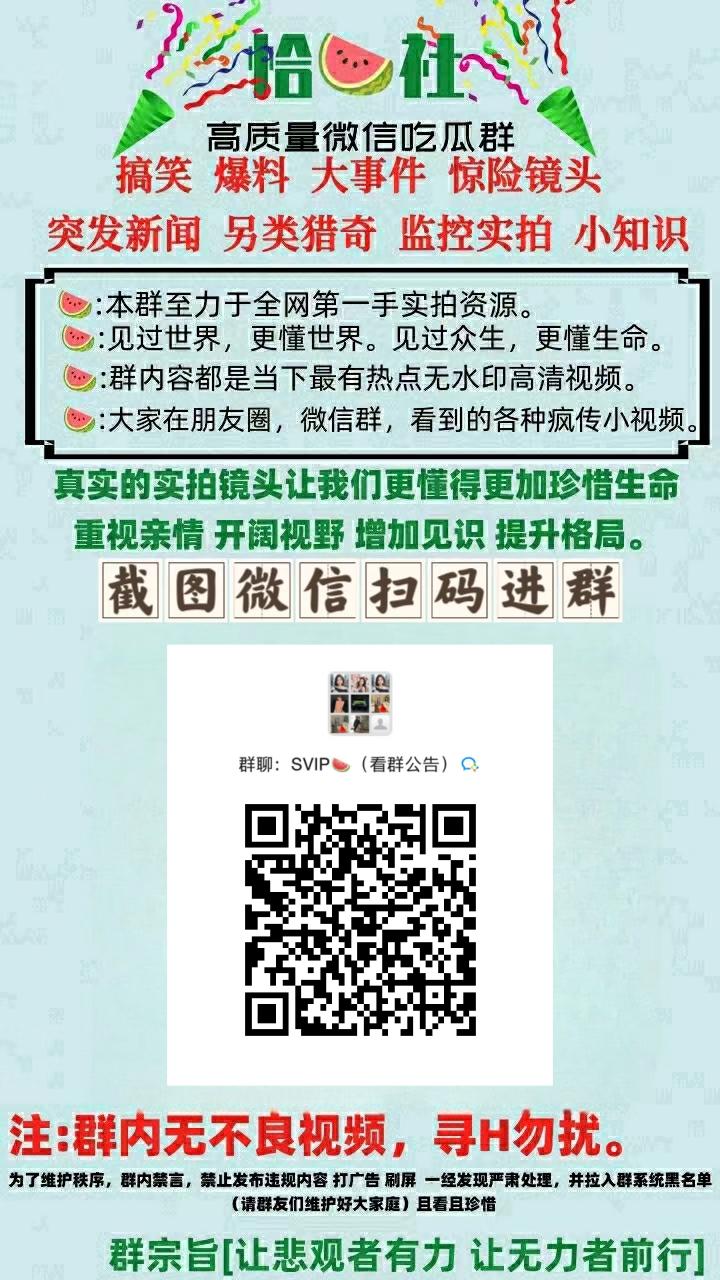 恰🍉社
高质量微信吃瓜群
搞笑 爆料 大事件 惊险镜头
突发新闻 另类猎奇 监控实拍 小知识
🍉:本群至力于全网第一手实拍资源。
🍉:见过世界，更懂世界。见过众生，更懂生命。
🍉:群内容都是当下最有热点无水印高清视频。
🍉:大家在朋友圈，微信群，看到的各种疯传小视频。
真实的实拍镜头让我们更懂得更加珍惜生命
重视亲情 开阔视野 增加见识 提升格局。
截图微信扫码进群
群聊：SVIP🍉（看群公告）
注:群内无不良视频，寻H勿扰。
为了维护秩序，群内禁言，禁止发布违规内容 打广告 刷屏 一经发现严肃处理，并拉入群系统黑名单
（请群友们维护好大家庭）且看且珍惜
群宗旨[让悲观者有力 让无力者前行]